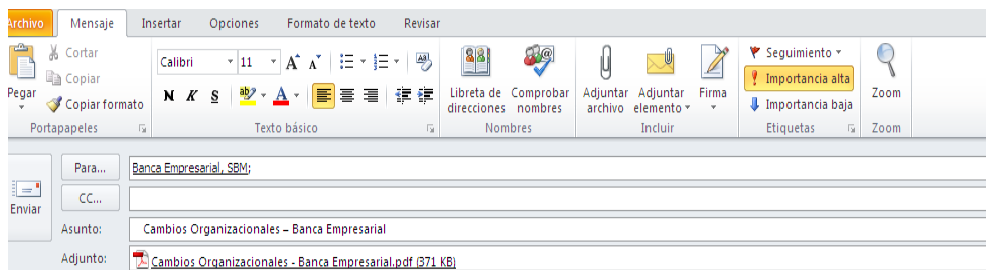 Archivo Mensaje Insertar Opciones Formato de texto Revisar
Pegar
Cortar
Copiar
Copiar formato
Portapapeles
Calibri 11
N K S
Texto básico
Libreta de direcciones
Comprobar nombres
Nombres
Adjuntar archivo
Adjuntar elemento
Firma
Incluir
Seguimiento
Importancia alta
Importancia baja
Etiquetas
Zoom
Zoom
Enviar
Para... Banca Empresarial, SBM;
CC...
Asunto: Cambios Organizacionales – Banca Empresarial
Adjunto: Cambios Organizacionales - Banca Empresarial.pdf (371 KB)